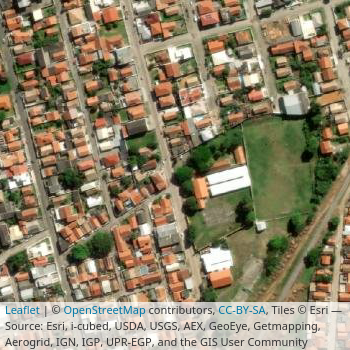 Leaflet | © OpenStreetMap contributors, CC-BY-SA, Tiles © Esri —
Source: Esri, i-cubed, USDA, USGS, AEX, GeoEye, Getmapping,
Aerogrid, IGN, IGP, UPR-EGP, and the GIS User Community